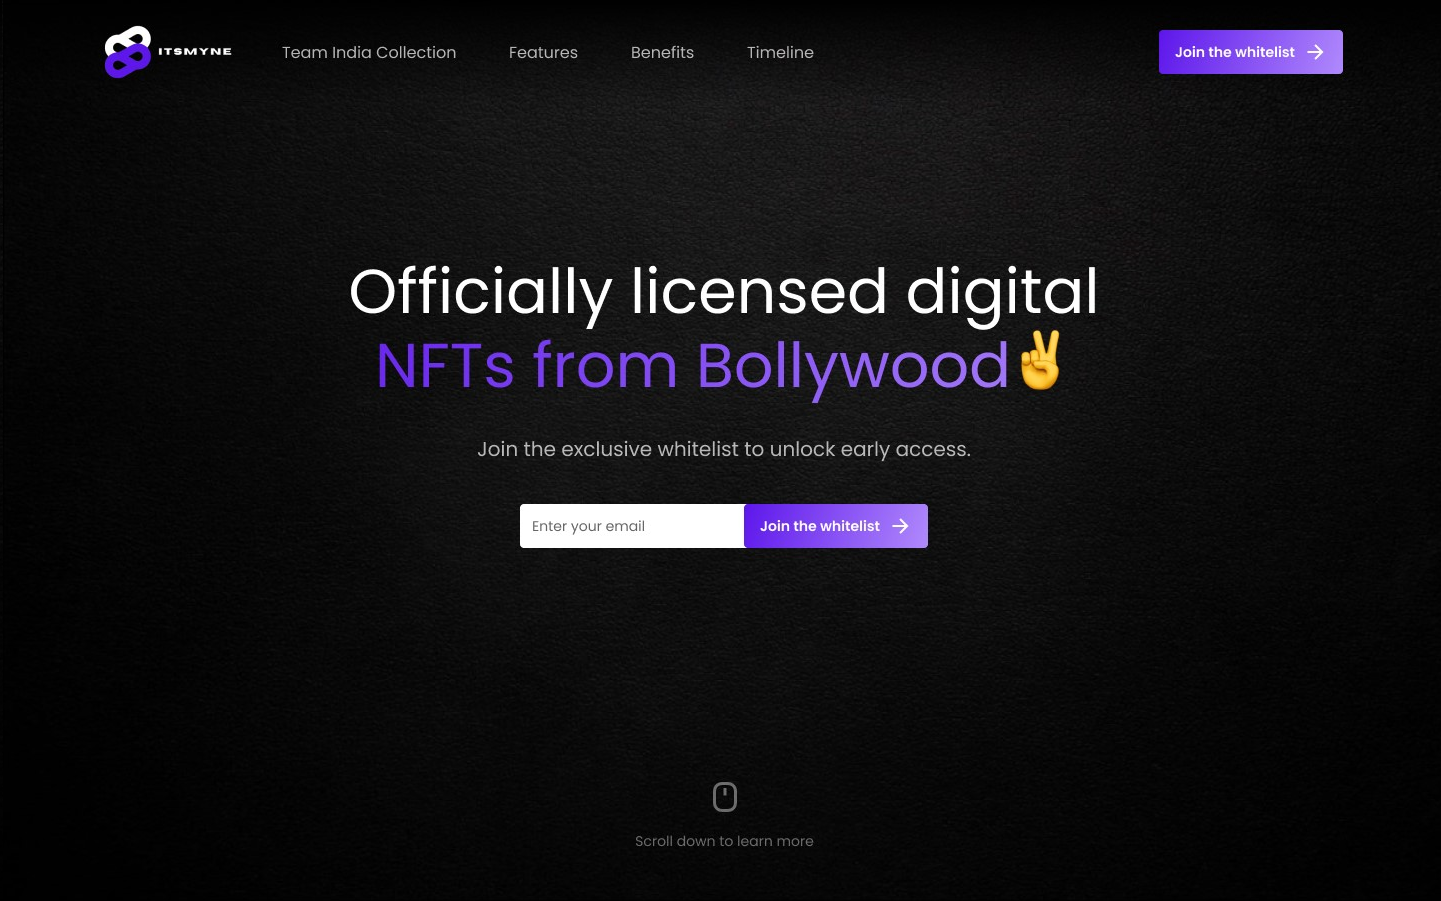 ITSMYNE
Team India Collection
Features
Benefits
Timeline
Join the whitelist →
Officially licensed digital
NFTs from Bollywood✌️
Join the exclusive whitelist to unlock early access.
Enter your email
Join the whitelist →
Scroll down to learn more